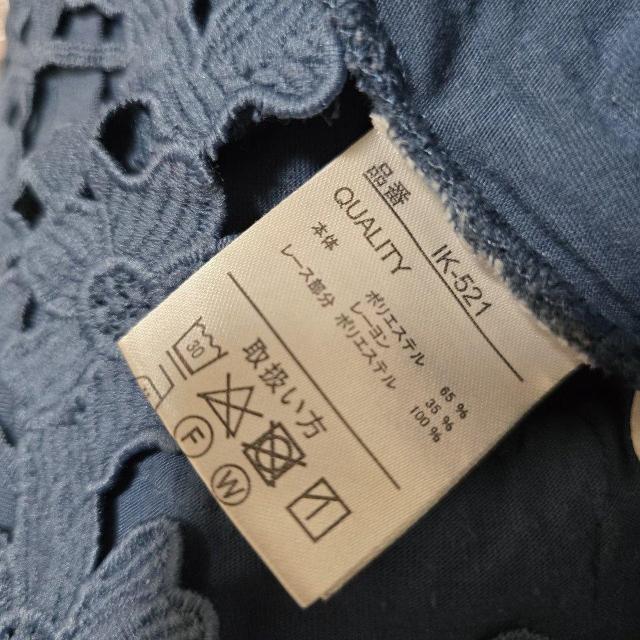 品番 IK-521
QUALITY
本体 ポリエステル 65%
レーヨン 35%
レース部分 ポリエステル 100%
取扱い方
30
F
W